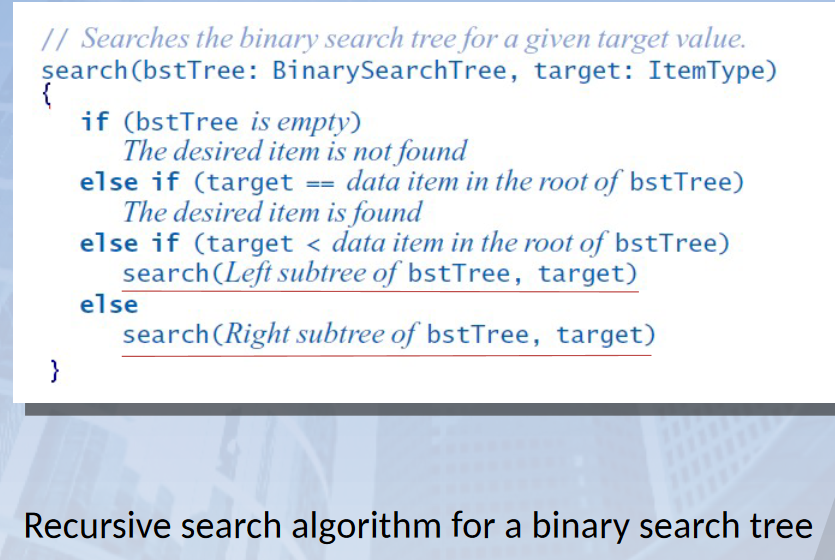 // Searches the binary search tree for a given target value.
search(bstTree: BinarySearchTree, target: ItemType)
{
if (bstTree is empty)
The desired item is not found
else if (target == data item in the root of bstTree)
The desired item is found
else if (target < data item in the root of bstTree)
search(Left subtree of bstTree, target)
else
search(Right subtree of bstTree, target)
}
Recursive search algorithm for a binary search tree